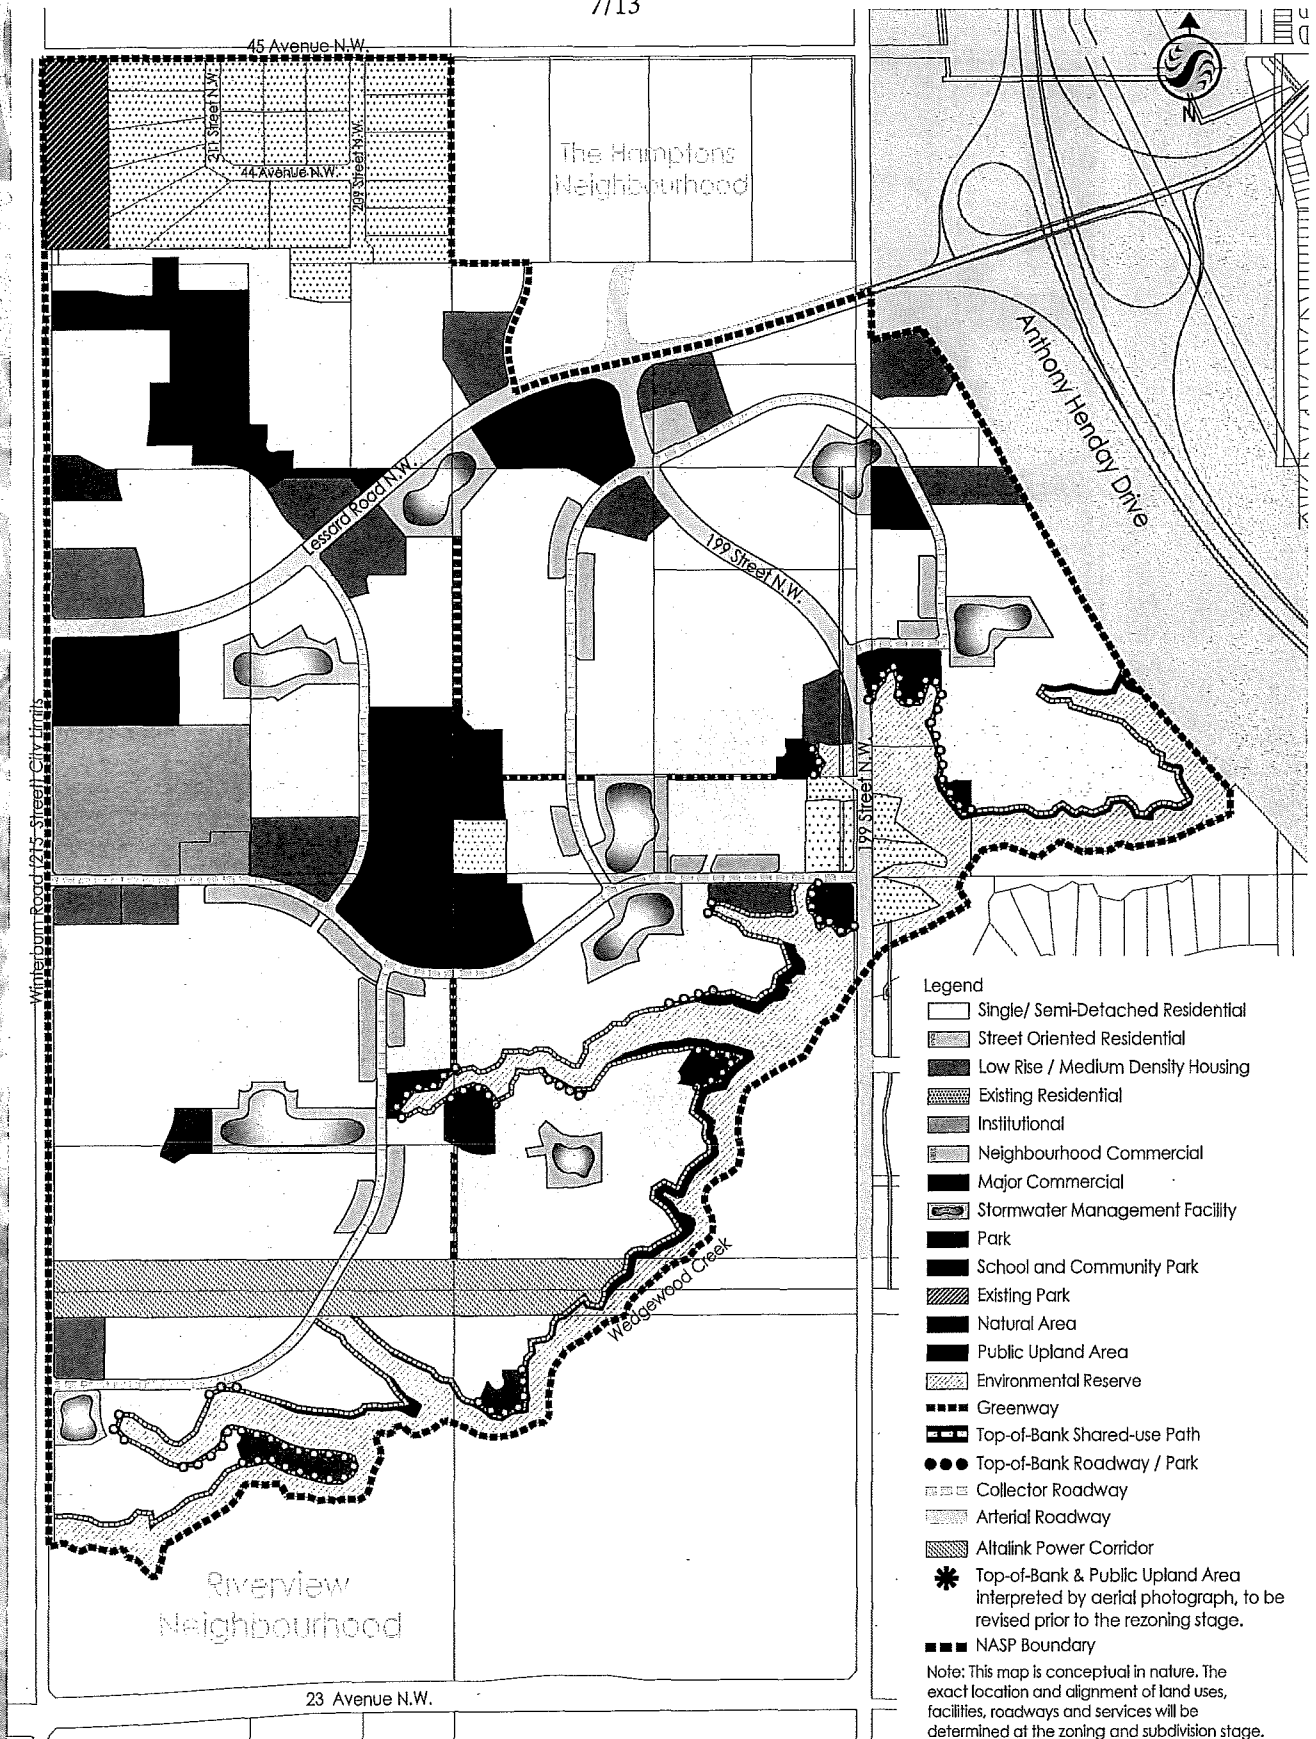 7/13
45 Avenue N.W.
N
211 Street N.W.
44 Avenue N.W.
209 Street N.W.
The Hamptons
Neighbourhood
Anthony Henday Drive
Lessard Road N.W.
199 Street N.W.
Winterburn Road/215 Street/ City Limits
199 Street N.W.
Wedgewood Creek
Riverview
Neighbourhood
23 Avenue N.W.
Legend
Single/ Semi-Detached Residential
Street Oriented Residential
Low Rise / Medium Density Housing
Existing Residential
Institutional
Neighbourhood Commercial
Major Commercial
Stormwater Management Facility
Park
School and Community Park
Existing Park
Natural Area
Public Upland Area
Environmental Reserve
Greenway
Top-of-Bank Shared-use Path
Top-of-Bank Roadway / Park
Collector Roadway
Arterial Roadway
Altalink Power Corridor
Top-of-Bank & Public Upland Area
interpreted by aerial photograph, to be
revised prior to the rezoning stage.
NASP Boundary
Note: This map is conceptual in nature. The
exact location and alignment of land uses,
facilities, roadways and services will be
determined at the zoning and subdivision stage.